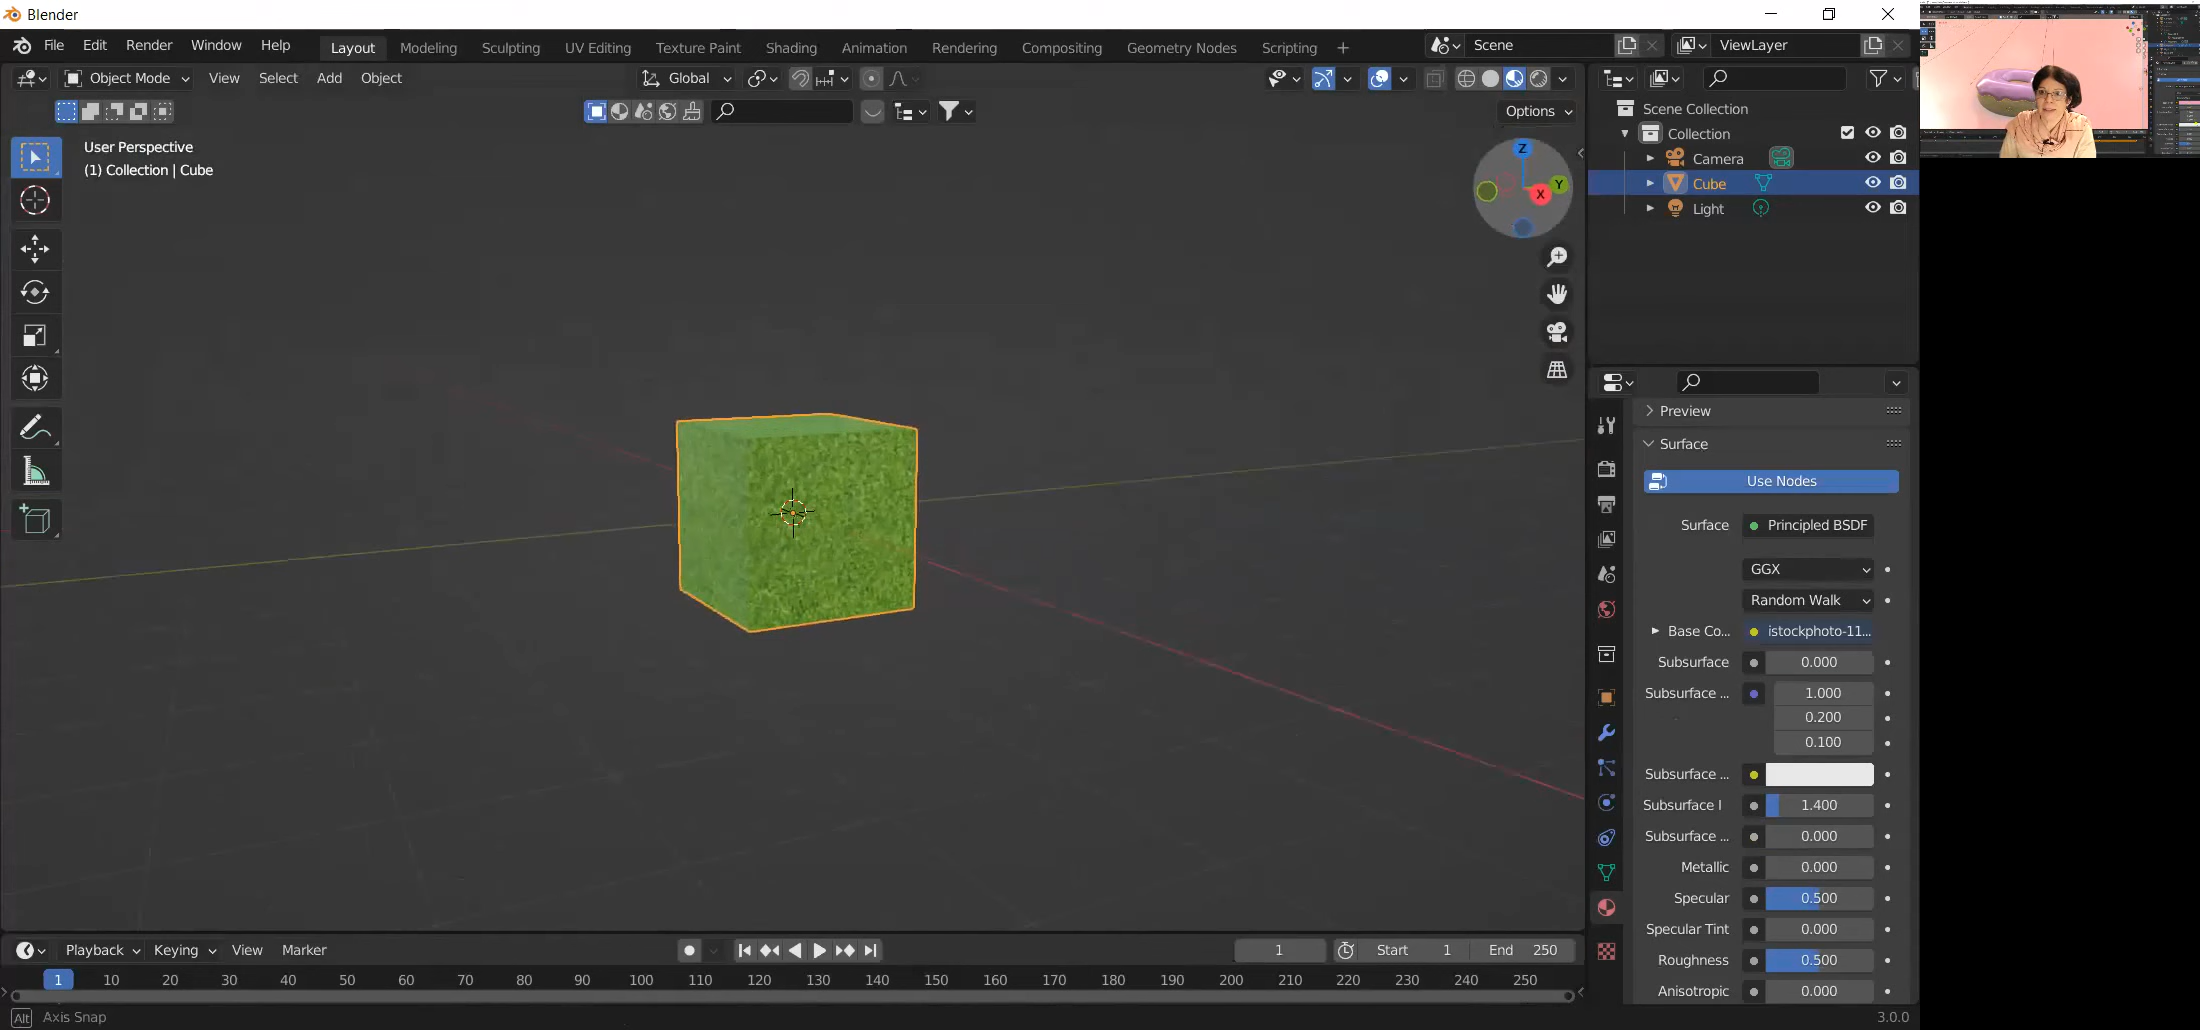 Blender
File Edit Render Window Help Layout Modeling Sculpting UV Editing Texture Paint Shading Animation Rendering Compositing Geometry Nodes Scripting + Scene ViewLayer
Object Mode View Select Add Object Global
Options
User Perspective
(1) Collection | Cube
Z
Y
X
Scene Collection
Collection
Camera
Cube
Light
Preview
Surface
Use Nodes
Surface Principled BSDF
GGX
Random Walk
Base Co... istockphoto-11...
Subsurface 0.000
Subsurface ... 1.000
0.200
0.100
Subsurface ...
Subsurface I 1.400
Subsurface ... 0.000
Metallic 0.000
Specular 0.500
Specular Tint 0.000
Roughness 0.500
Anisotropic 0.000
Playback Keying View Marker 1 Start 1 End 250
1 10 20 30 40 50 60 70 80 90 100 110 120 130 140 150 160 170 180 190 200 210 220 230 240 250
Alt Axis Snap 3.0.0